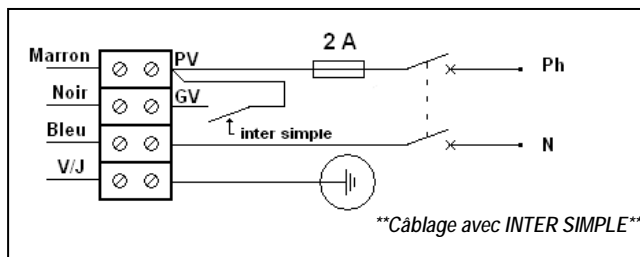 2 A
Marron PV Ph
Noir GV
Bleu inter simple N
V/J
**Câblage avec INTER SIMPLE**